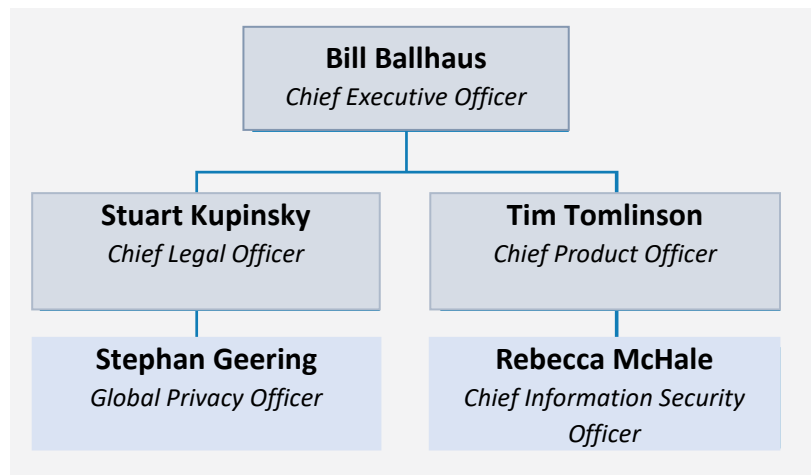 Bill Ballhaus
Chief Executive Officer
Stuart Kupinsky
Chief Legal Officer
Tim Tomlinson
Chief Product Officer
Stephan Geering
Global Privacy Officer
Rebecca McHale
Chief Information Security
Officer